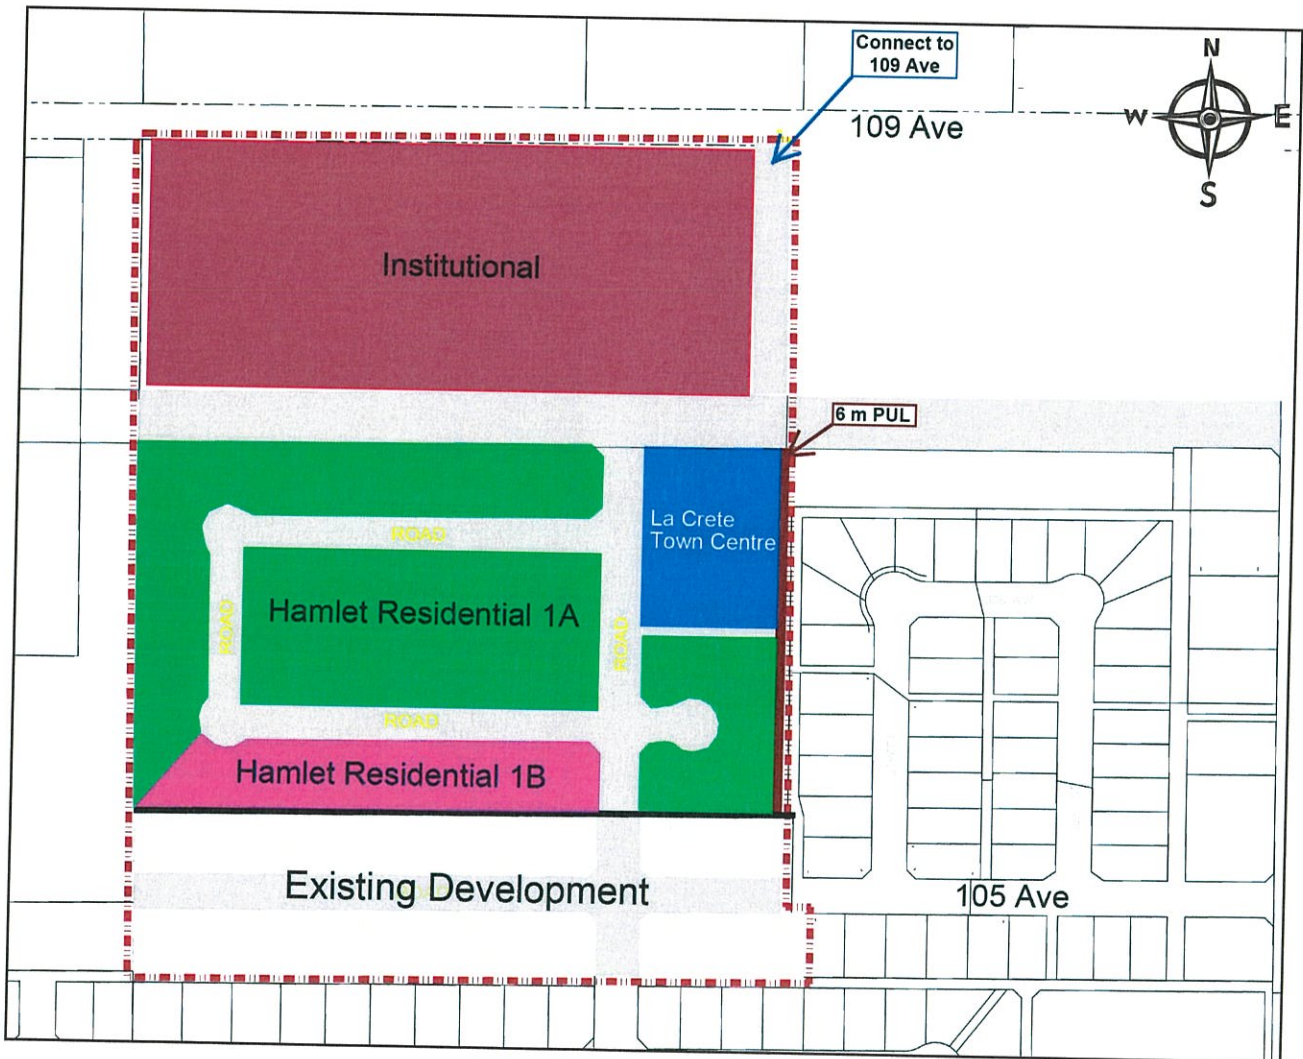 Connect to
109 Ave
N
W
E
S
109 Ave
Institutional
6 m PUL
La Crete
Town Centre
ROAD
Hamlet Residential 1A
ROAD
ROAD
ROAD
Hamlet Residential 1B
Existing Development
105 Ave